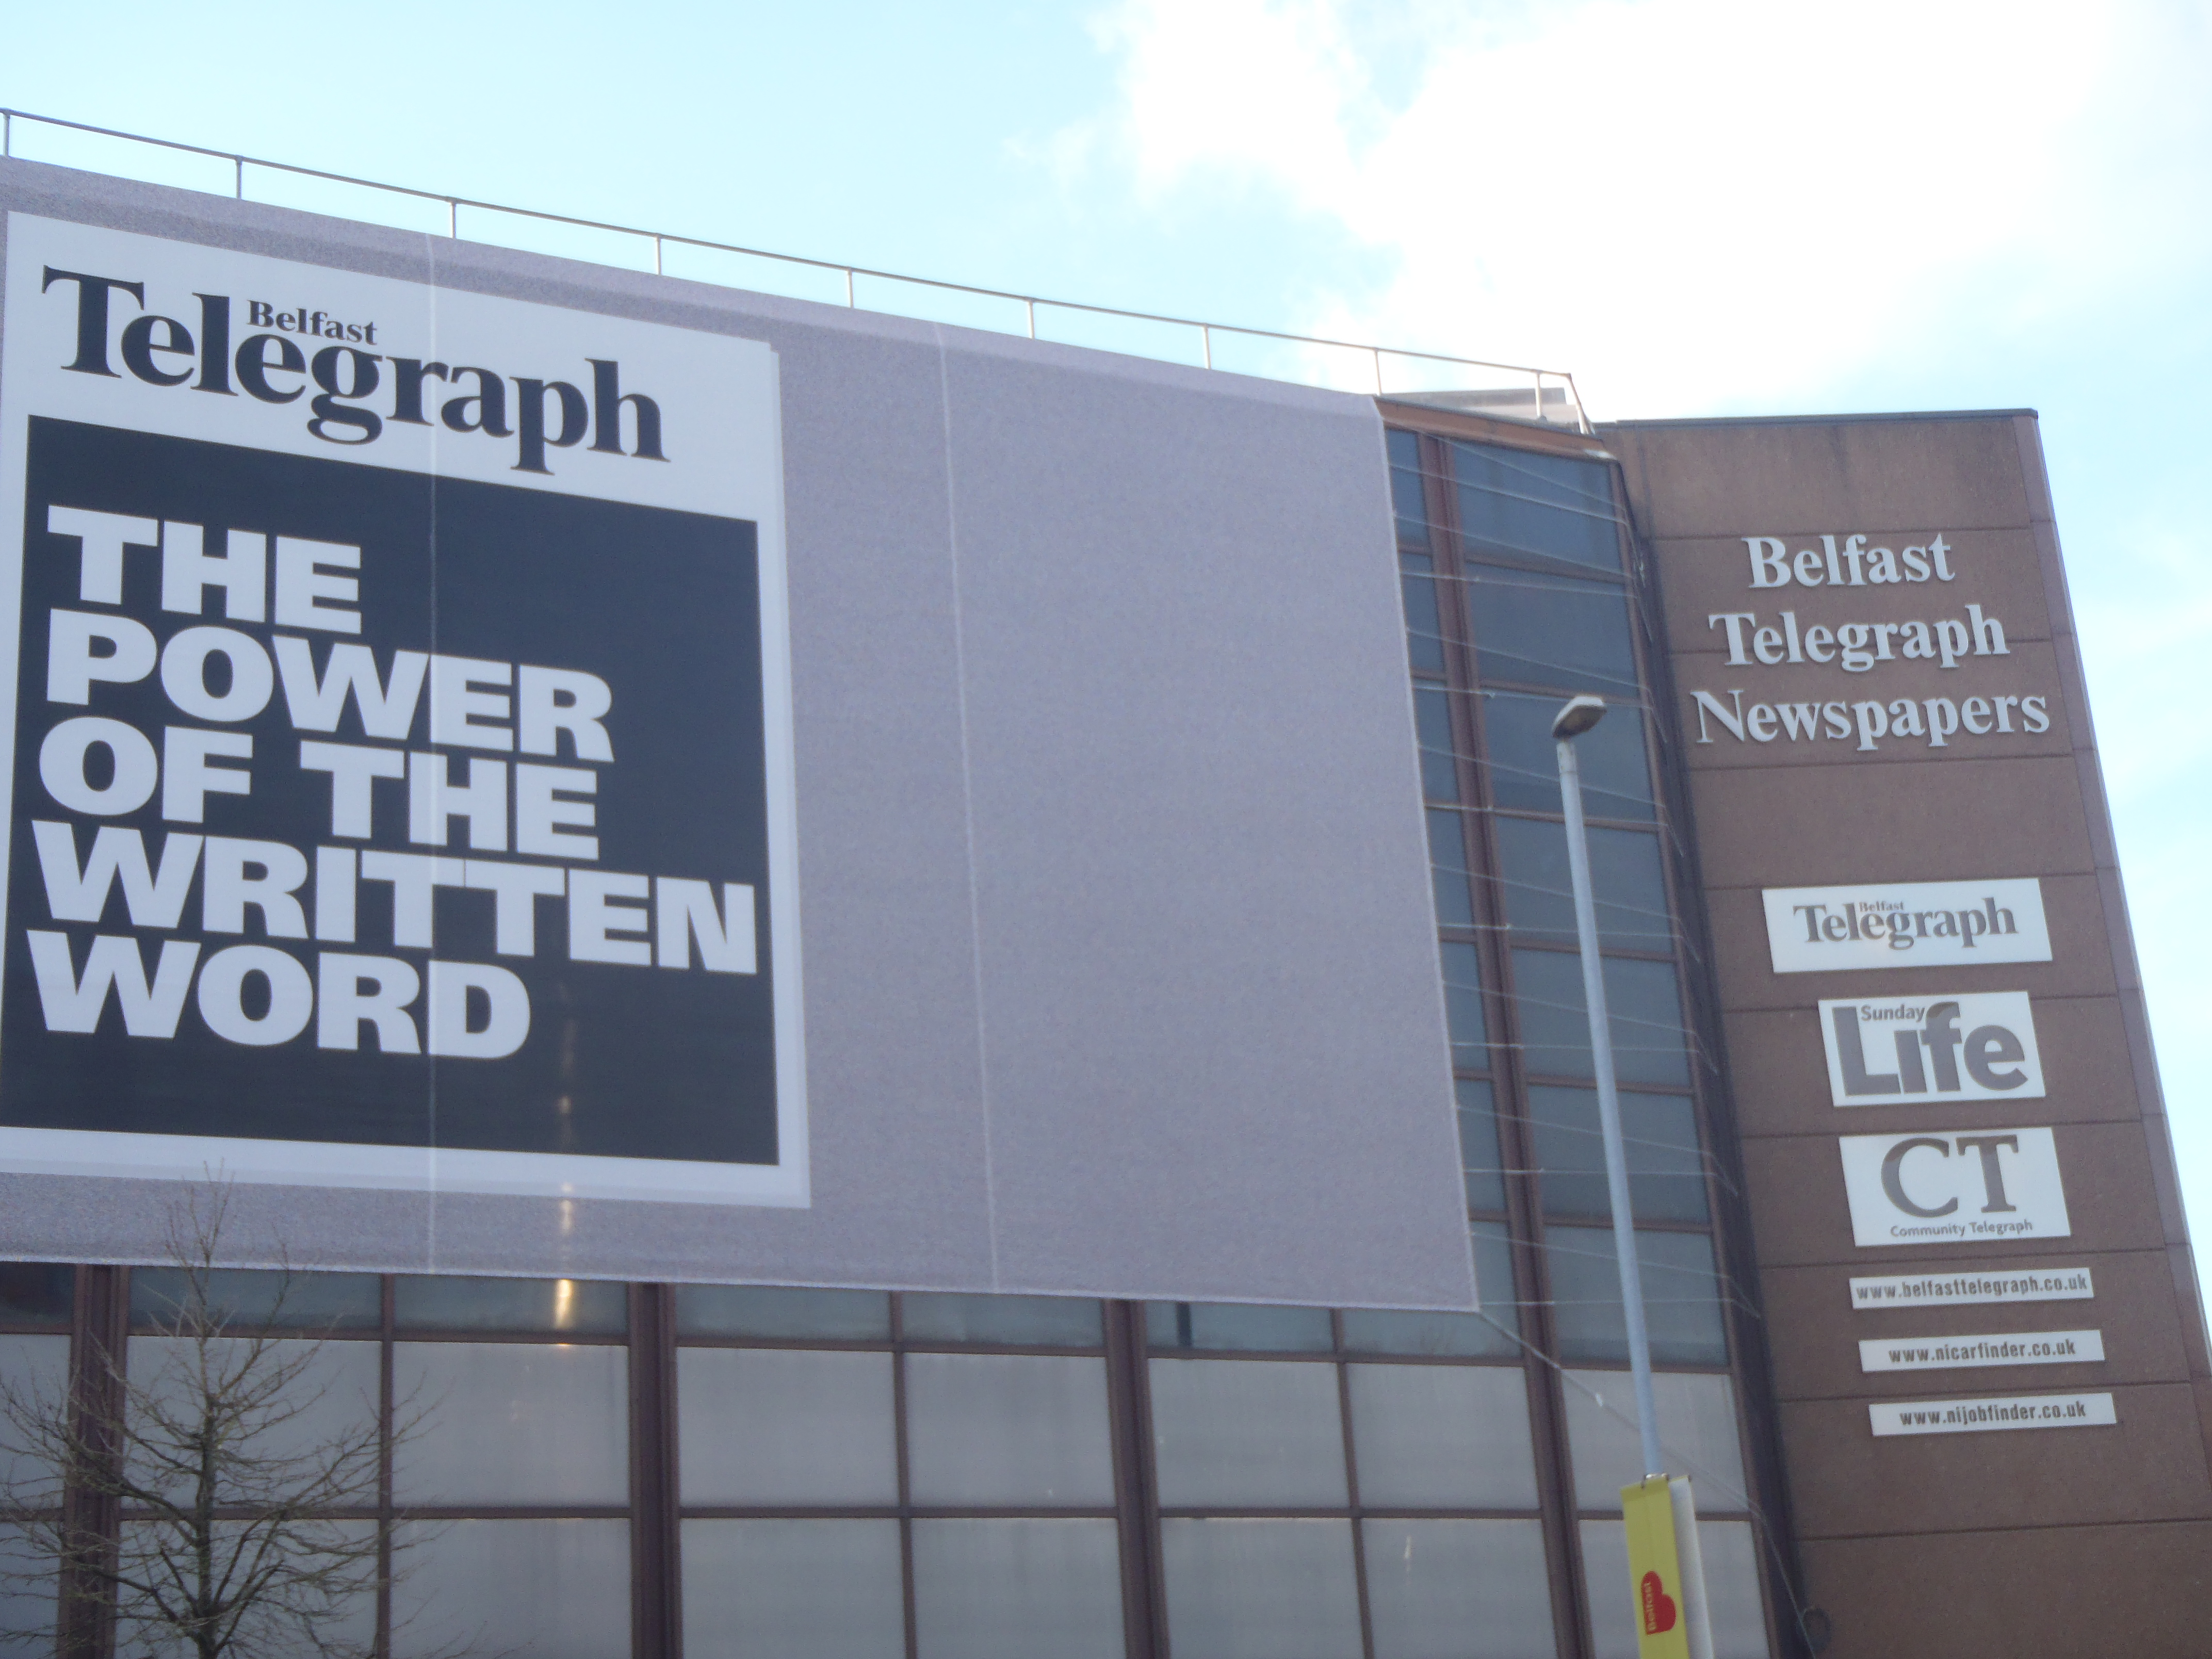 Belfast
Telegraph
THE
POWER
OF THE
WRITTEN
WORD
Belfast
Telegraph
Newspapers
Belfast
Telegraph
Sunday
Life
CT
Community Telegraph
www.belfasttelegraph.co.uk
www.nicarfinder.co.uk
www.nijobfinder.co.uk
Belfast